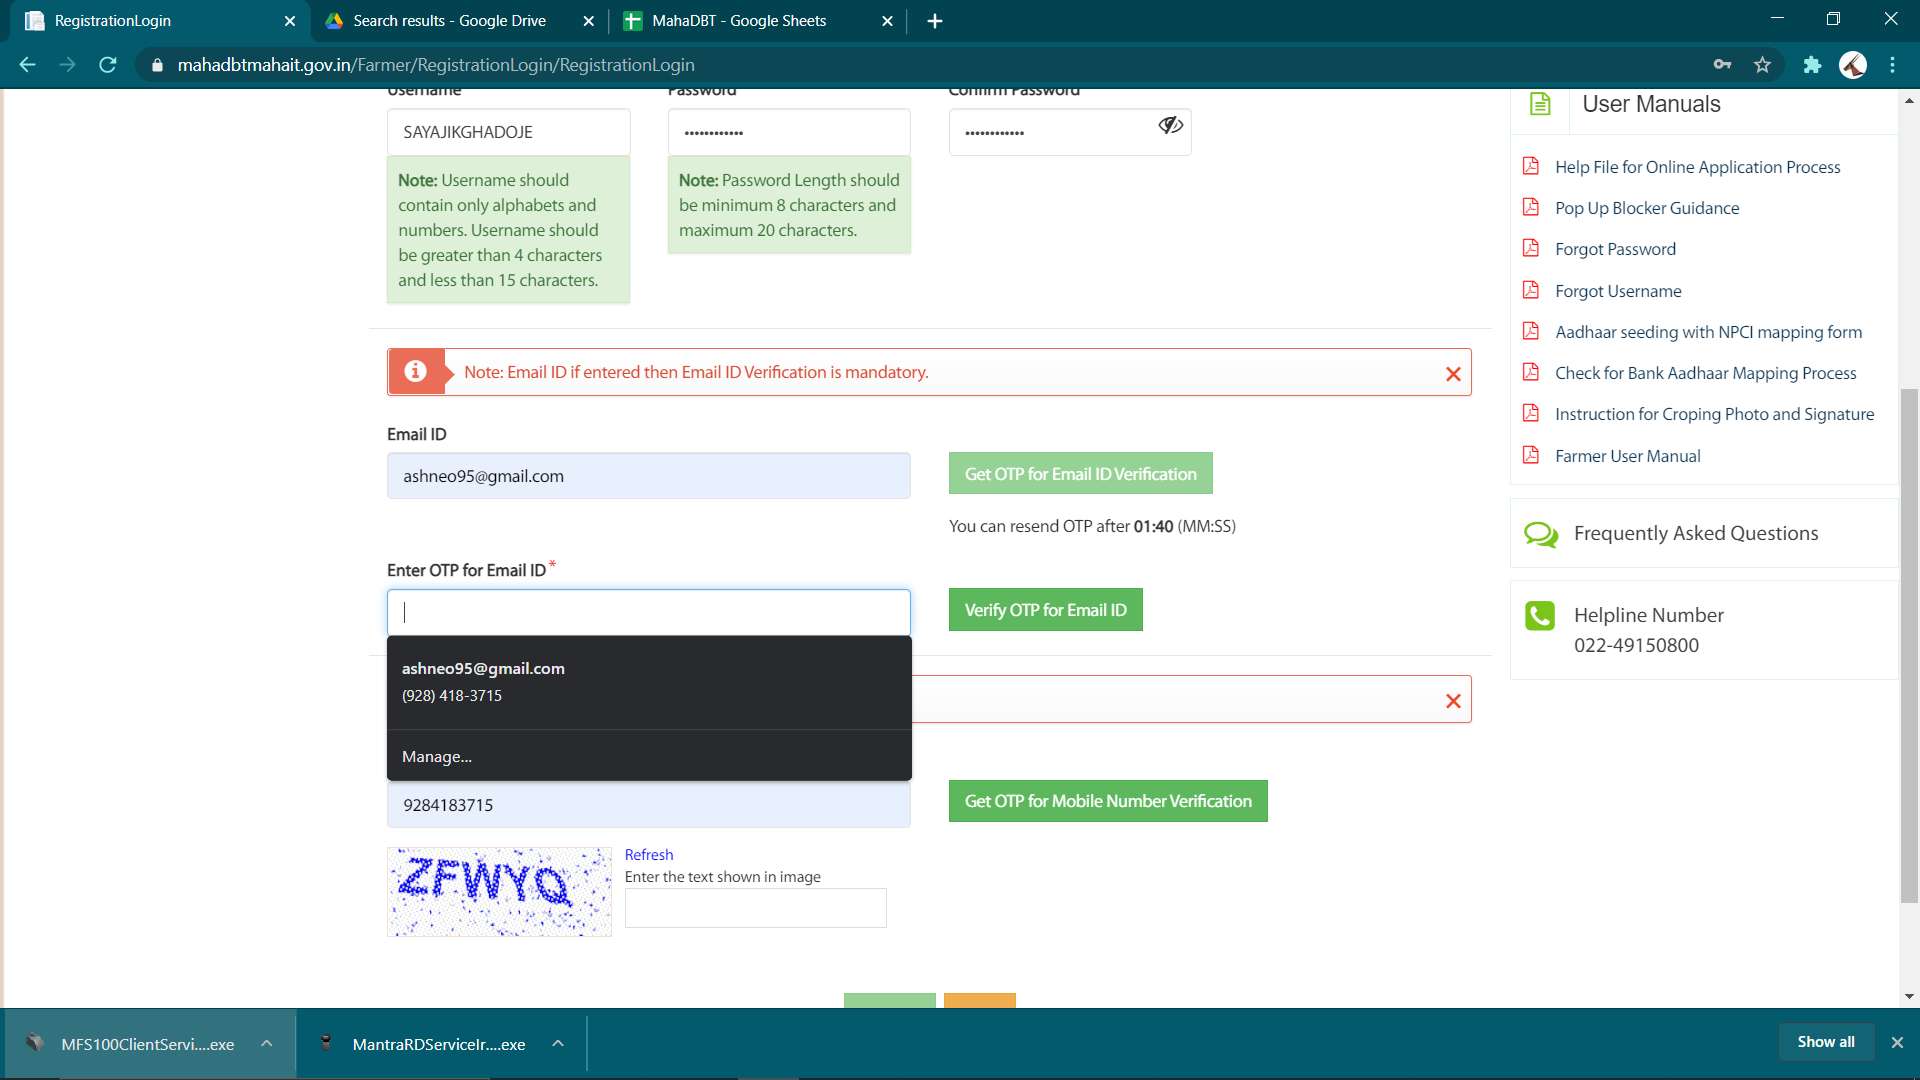 RegistrationLogin
Search results - Google Drive
MahaDBT - Google Sheets
mahadbtmahait.gov.in/Farmer/RegistrationLogin/RegistrationLogin
Username
Password
Confirm Password
SAYAJIKGHADOJE
••••••••••••
••••••••••••
Note: Username should
contain only alphabets and
numbers. Username should
be greater than 4 characters
and less than 15 characters.
Note: Password Length should
be minimum 8 characters and
maximum 20 characters.
Note: Email ID if entered then Email ID Verification is mandatory.
Email ID
ashneo95@gmail.com
Get OTP for Email ID Verification
You can resend OTP after 01:40 (MM:SS)
Enter OTP for Email ID *
Verify OTP for Email ID
ashneo95@gmail.com
(928) 418-3715
Manage...
9284183715
Get OTP for Mobile Number Verification
ZFWYQ
Refresh
Enter the text shown in image
User Manuals
Help File for Online Application Process
Pop Up Blocker Guidance
Forgot Password
Forgot Username
Aadhaar seeding with NPCI mapping form
Check for Bank Aadhaar Mapping Process
Instruction for Croping Photo and Signature
Farmer User Manual
Frequently Asked Questions
Helpline Number
022-49150800
MFS100ClientServi....exe
MantraRDServiceIr....exe
Show all